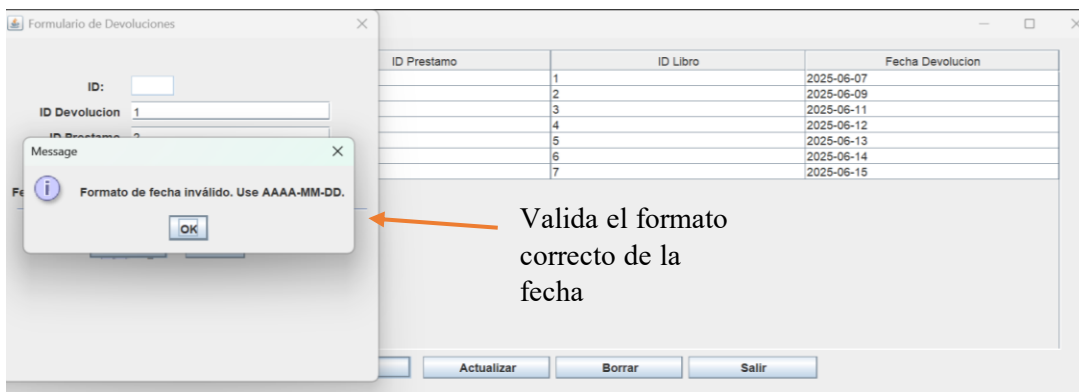 Formulario de Devoluciones
ID:
ID Devolucion 1
ID Prestamo 2
Message
Formato de fecha inválido. Use AAAA-MM-DD.
OK
ID Prestamo ID Libro Fecha Devolucion
1 2025-06-07
2 2025-06-09
3 2025-06-11
4 2025-06-12
5 2025-06-13
6 2025-06-14
7 2025-06-15
Valida el formato
correcto de la
fecha
Actualizar Borrar Salir